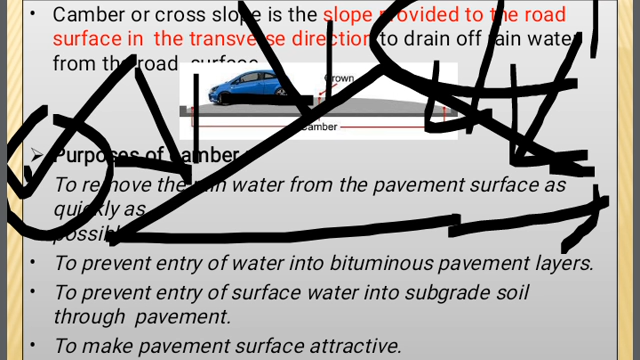 • Camber or cross slope is the slope provided to the road
surface in the transverse direction to drain off rain water
from the road surface.
Crown
Camber
➢ Purposes of camber
• To remove the rain water from the pavement surface as
quickly as
possible
• To prevent entry of water into bituminous pavement layers.
• To prevent entry of surface water into subgrade soil
through pavement.
• To make pavement surface attractive.